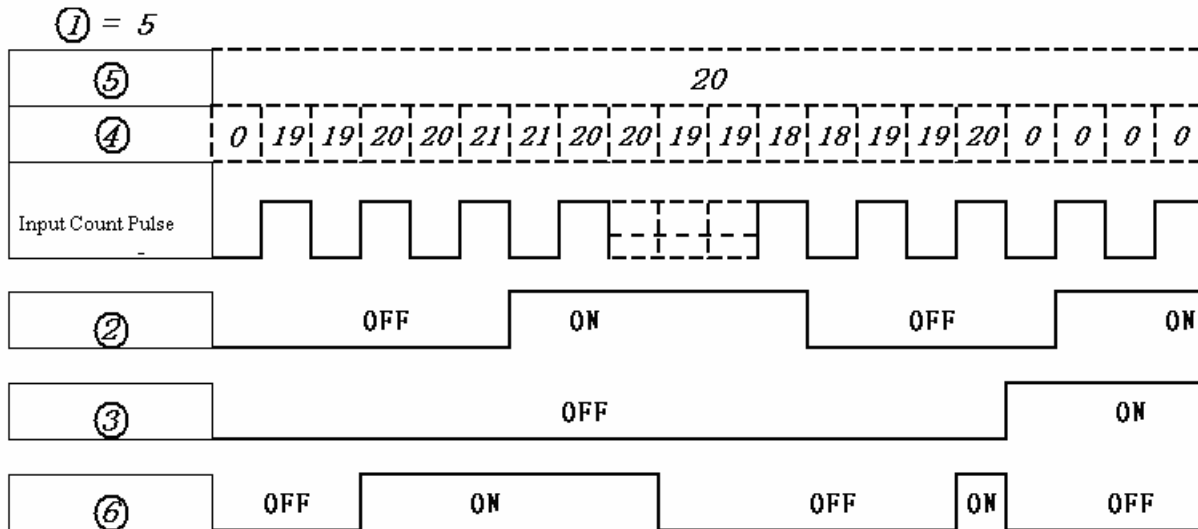 ① = 5
⑤ 20
④ 0 19 19 20 20 21 21 20 20 19 19 18 18 19 19 20 0 0 0 0
Input Count Pulse
② OFF ON OFF ON
③ OFF ON
⑥ OFF ON OFF ON OFF